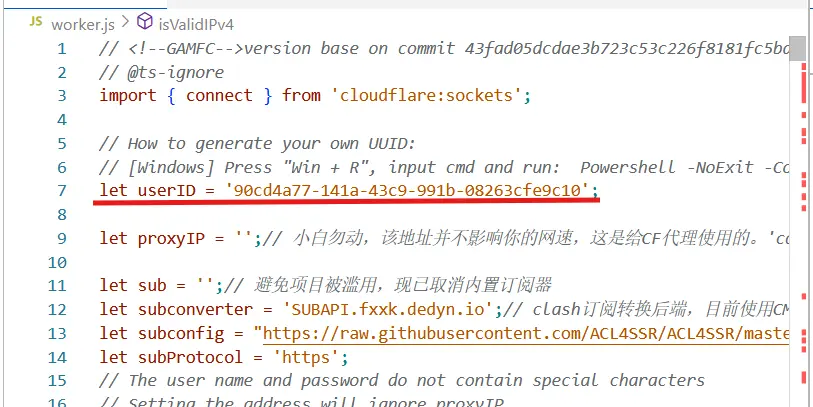 JS worker.js > isValidIPv4
1 // <!--GAMFC-->version base on commit 43fad05dcdae3b723c53c226f8181fc5bd
2 // @ts-ignore
3 import { connect } from 'cloudflare:sockets';
4
5 // How to generate your own UUID:
6 // [Windows] Press "Win + R", input cmd and run: Powershell -NoExit -Co
7 let userID = '90cd4a77-141a-43c9-991b-08263cfe9c10';
8
9 let proxyIP = '';// 小白勿动，该地址并不影响你的网速，这是给CF代理使用的。'cd
10
11 let sub = '';// 避免项目被滥用，现已取消内置订阅器
12 let subconverter = 'SUBAPI.fxxk.dedyn.io';// clash订阅转换后端，目前使用CM
13 let subconfig = "https://raw.githubusercontent.com/ACL4SSR/ACL4SSR/maste
14 let subProtocol = 'https';
15 // The user name and password do not contain special characters
16 // Setting the address will ignore proxyIP